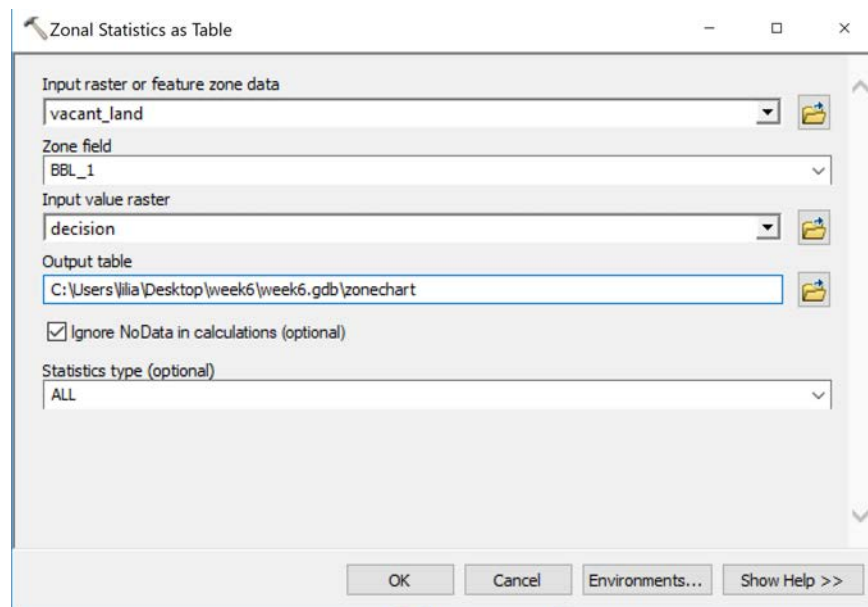 Zonal Statistics as Table
Input raster or feature zone data
vacant_land
Zone field
BBL_1
Input value raster
decision
Output table
C:\Users\lilia\Desktop\week6\week6.gdb\zonechart
Ignore NoData in calculations (optional)
Statistics type (optional)
ALL
OK Cancel Environments... Show Help >>